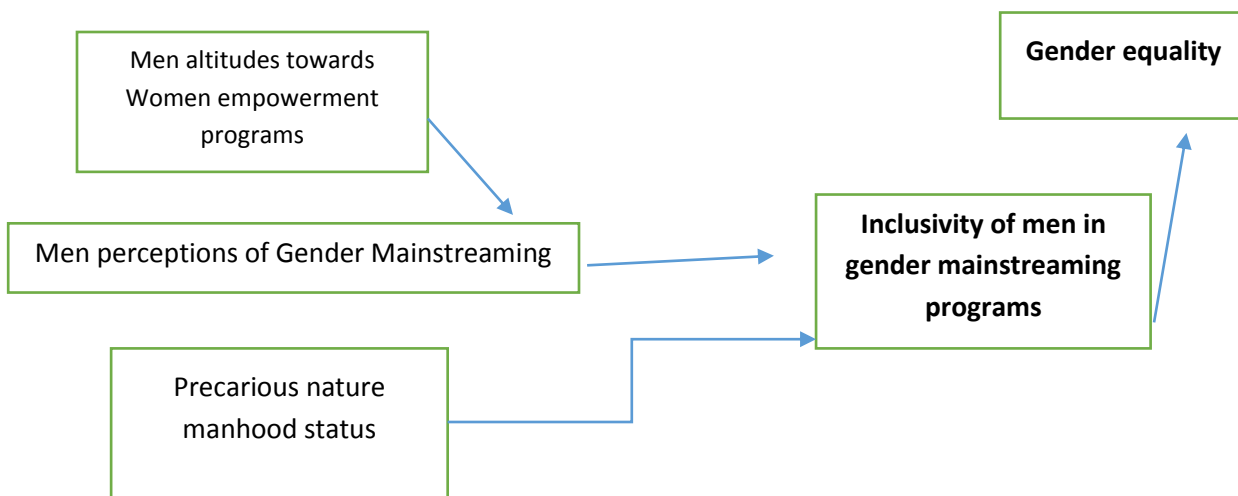 Men altitudes towards
Women empowerment
programs
Gender equality
Men perceptions of Gender Mainstreaming
Inclusivity of men in
gender mainstreaming
programs
Precarious nature
manhood status